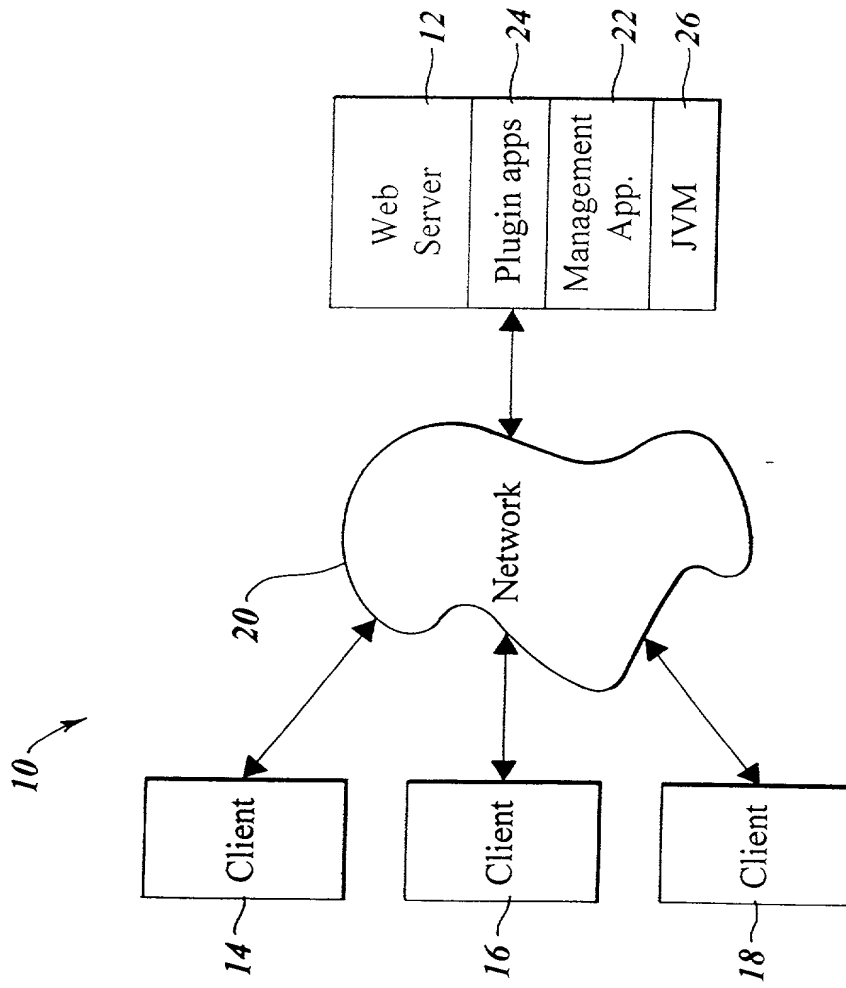 10
20
14
Client
16
Client
18
Client
Network
Web
Server
12
Plugin apps
24
Management
App.
22
JVM
26